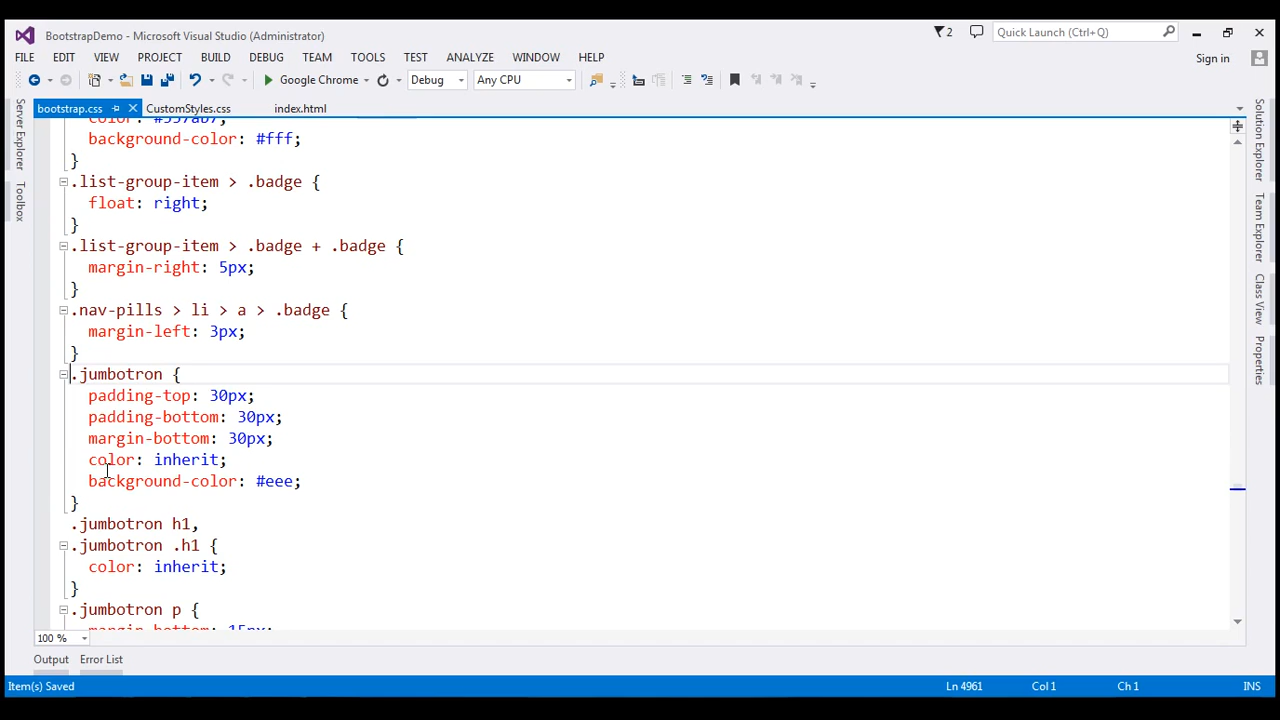 BootstrapDemo - Microsoft Visual Studio (Administrator)
2
Quick Launch (Ctrl+Q)
FILE EDIT VIEW PROJECT BUILD DEBUG TEAM TOOLS TEST ANALYZE WINDOW HELP
Sign in
Google Chrome Debug Any CPU
bootstrap.css CustomStyles.css index.html
Server Explorer
Toolbox
background-color: #fff;
}
.list-group-item > .badge {
float: right;
}
.list-group-item > .badge + .badge {
margin-right: 5px;
}
.nav-pills > li > a > .badge {
margin-left: 3px;
}
.jumbotron {
padding-top: 30px;
padding-bottom: 30px;
margin-bottom: 30px;
color: inherit;
background-color: #eee;
}
.jumbotron h1,
.jumbotron .h1 {
color: inherit;
}
.jumbotron p {
margin-bottom: 15px;
Solution Explorer
Team Explorer
Class View
Properties
100 %
Output Error List
Item(s) Saved Ln 4961 Col 1 Ch 1 INS